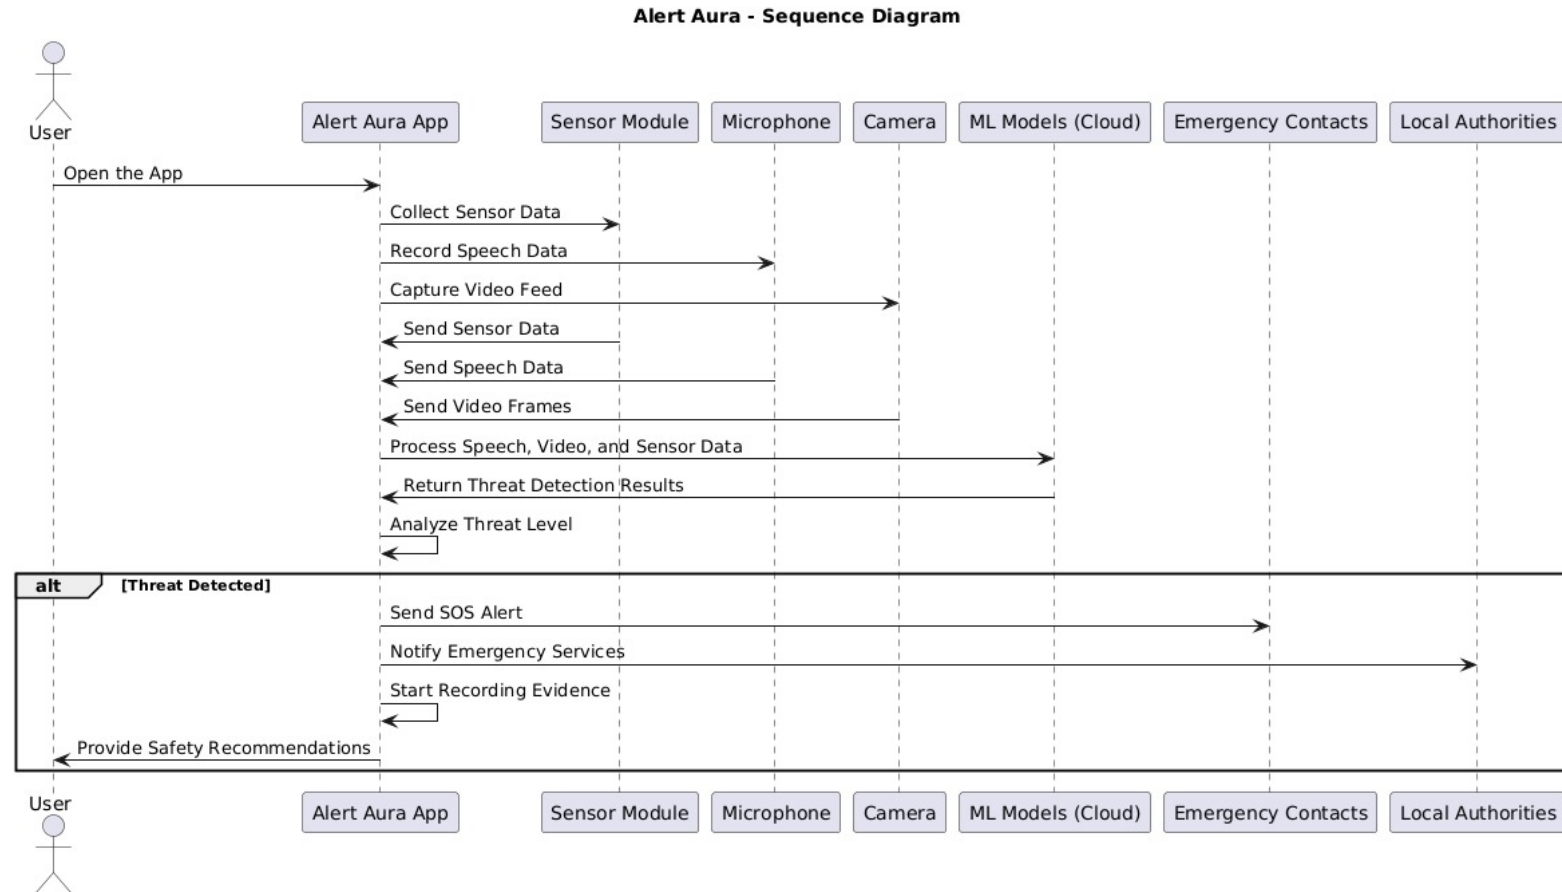 Alert Aura - Sequence Diagram
User
Alert Aura App
Sensor Module
Microphone
Camera
ML Models (Cloud)
Emergency Contacts
Local Authorities
Open the App
Collect Sensor Data
Record Speech Data
Capture Video Feed
Send Sensor Data
Send Speech Data
Send Video Frames
Process Speech, Video, and Sensor Data
Return Threat Detection Results
Analyze Threat Level
alt
[Threat Detected]
Send SOS Alert
Notify Emergency Services
Start Recording Evidence
Provide Safety Recommendations
User
Alert Aura App
Sensor Module
Microphone
Camera
ML Models (Cloud)
Emergency Contacts
Local Authorities